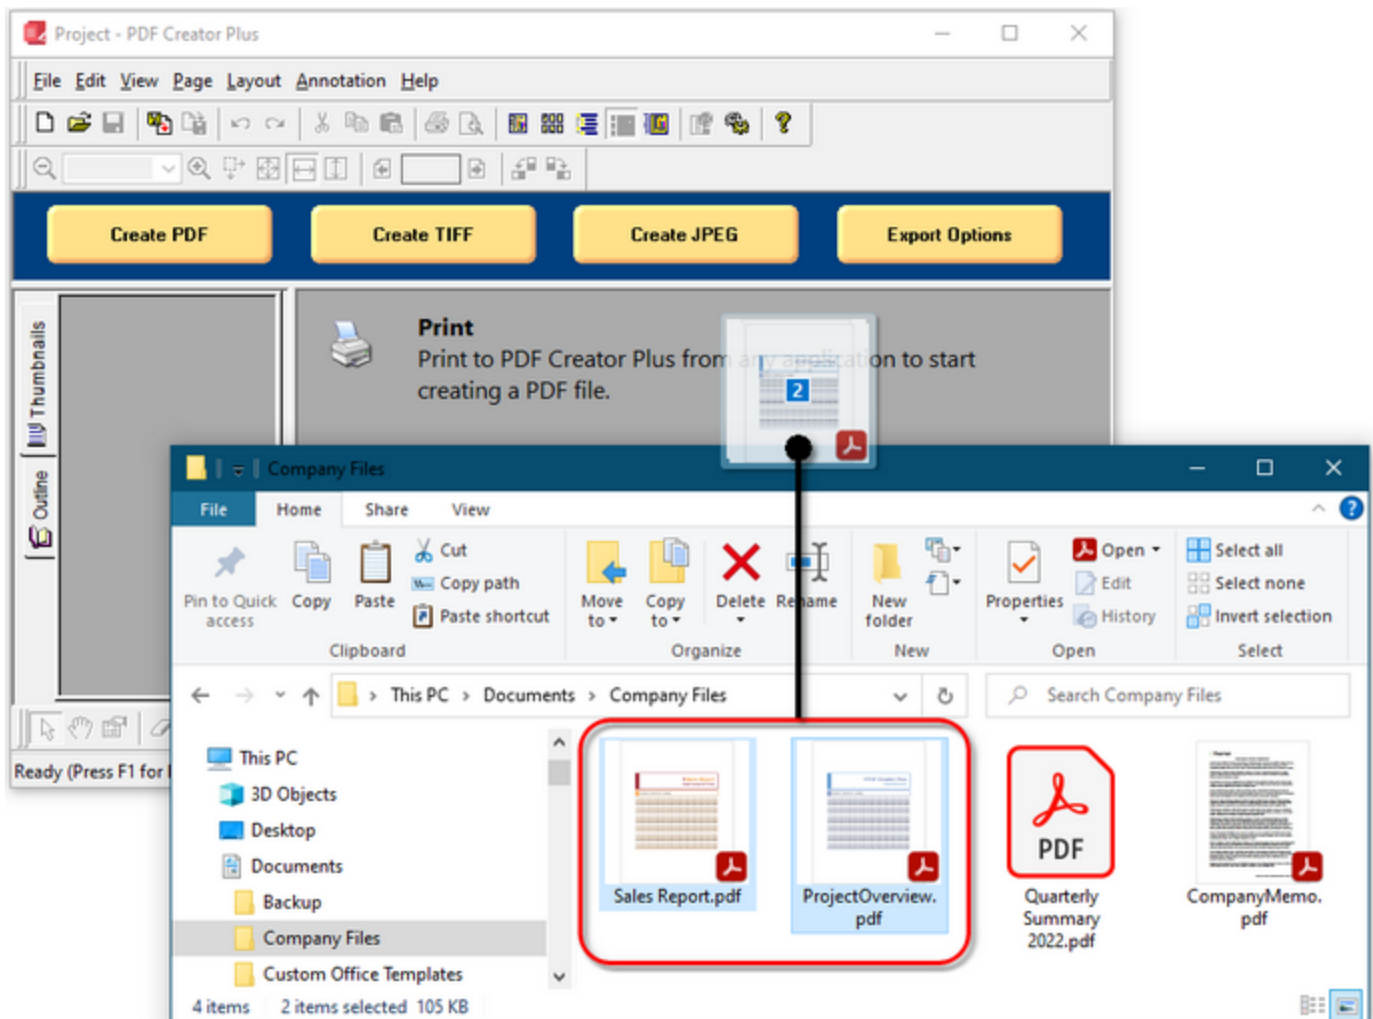 Project - PDF Creator Plus
File Edit View Page Layout Annotation Help
Create PDF
Create TIFF
Create JPEG
Export Options
Thumbnails
Outline
Print
Print to PDF Creator Plus from any application to start
creating a PDF file.
2
Ready (Press F1 for
Company Files
File Home Share View
Pin to Quick
access
Copy
Paste
Cut
Copy path
Paste shortcut
Clipboard
Move
to
Copy
to
Delete
Rename
Organize
New
folder
New
Properties
Open
Edit
History
Open
Select all
Select none
Invert selection
Select
This PC > Documents > Company Files
Search Company Files
This PC
3D Objects
Desktop
Documents
Backup
Company Files
Custom Office Templates
Sales Report.pdf
ProjectOverview.
pdf
PDF
Quarterly
Summary
2022.pdf
CompanyMemo.
pdf
4 items 2 items selected 105 KB